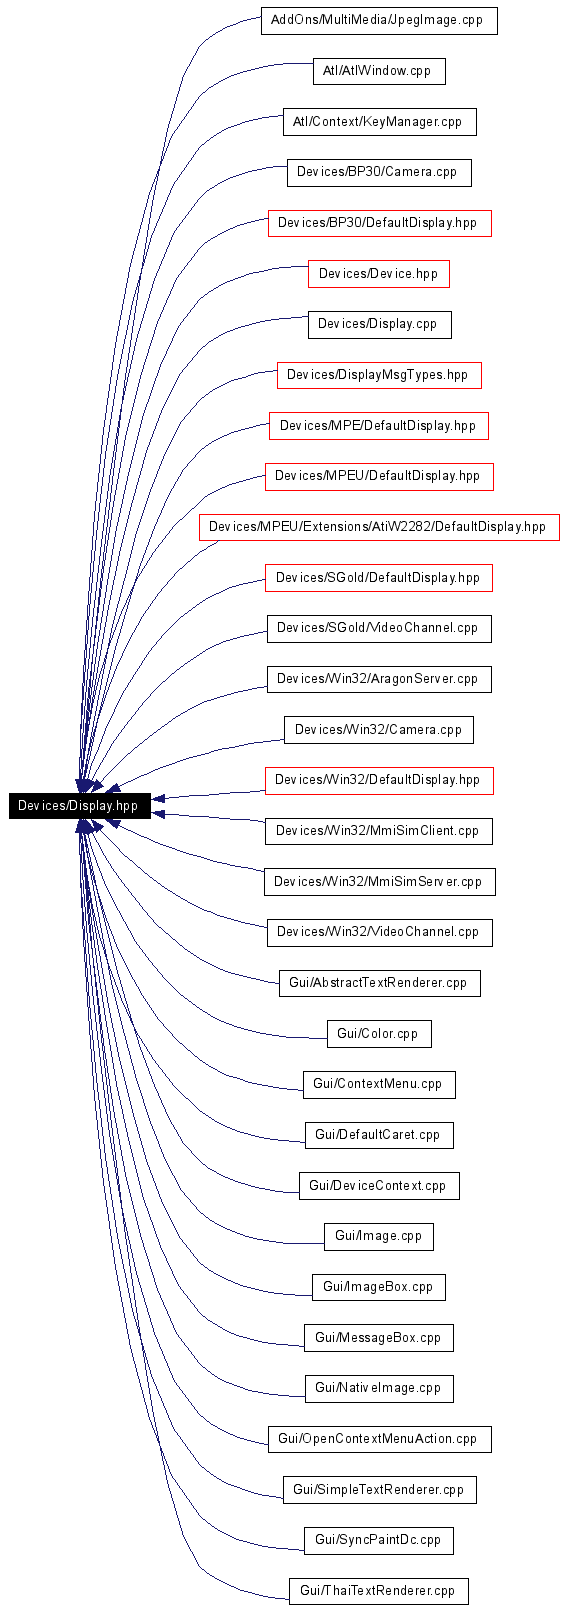 AddOns/MultiMedia/JpegImage.cpp
Atl/AtlWindow.cpp
Atl/Context/KeyManager.cpp
Devices/BP30/Camera.cpp
Devices/BP30/DefaultDisplay.hpp
Devices/Device.hpp
Devices/Display.cpp
Devices/DisplayMsgTypes.hpp
Devices/MPE/DefaultDisplay.hpp
Devices/MPEU/DefaultDisplay.hpp
Devices/MPEU/Extensions/AtiW2282/DefaultDisplay.hpp
Devices/SGold/DefaultDisplay.hpp
Devices/SGold/VideoChannel.cpp
Devices/Win32/AragonServer.cpp
Devices/Win32/Camera.cpp
Devices/Win32/DefaultDisplay.hpp
Devices/Display.hpp
Devices/Win32/MmiSimClient.cpp
Devices/Win32/MmiSimServer.cpp
Devices/Win32/VideoChannel.cpp
Gui/AbstractTextRenderer.cpp
Gui/Color.cpp
Gui/ContextMenu.cpp
Gui/DefaultCaret.cpp
Gui/DeviceContext.cpp
Gui/Image.cpp
Gui/ImageBox.cpp
Gui/MessageBox.cpp
Gui/NativeImage.cpp
Gui/OpenContextMenuAction.cpp
Gui/SimpleTextRenderer.cpp
Gui/SyncPaintDc.cpp
Gui/ThaiTextRenderer.cpp